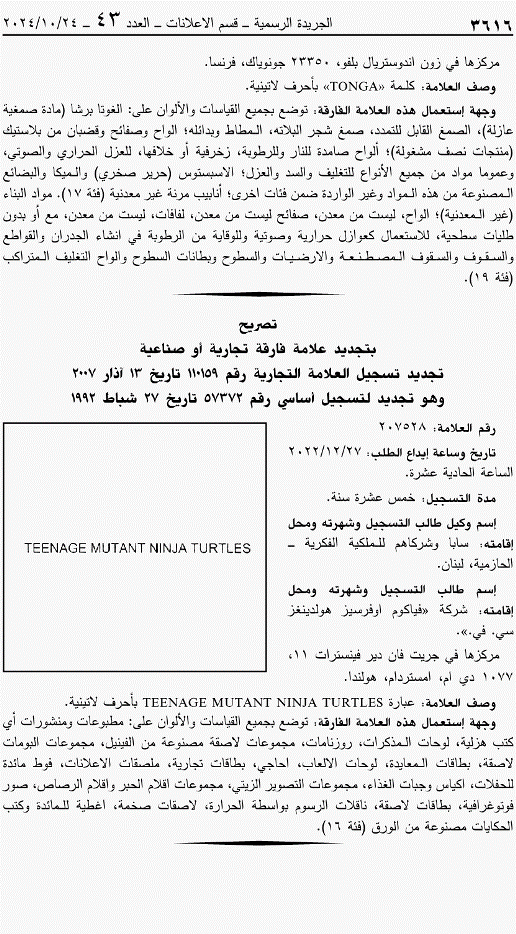 ٣٦١٦
الجريدة الرسمية ــ قسم الاعلانات ــ العدد ٤٣ ــ ٢٠٢٤/١٠/٢٤
مركزها في زون اندوستريال بلفو، ٢٣٣٥٠ جونوياك، فرنسا.
وصف العلامة: كلمة «TONGA» بأحرف لاتينية.
وجهة إستعمال هذه العلامة الفارقة: توضع بجميع القياسات والألوان على: الغوتا برشا (مادة صمغية
عازلة)، الصمغ القابل للتمدد، صمغ شجر البلاته، المطاط وبدائله؛ الواح وصفائح وقضبان من بلاستيك
(منتجات نصف مشغولة)؛ ألواح صامدة للنار وللرطوبة، زخرفية أو خلافها، للعزل الحراري والصوتي،
وعموما مواد من جميع الأنواع للتغليف والسد والعزل؛ الاسبستوس (حرير صخري) والميكا والبضائع
المصنوعة من هذه المواد وغير الواردة ضمن فئات اخرى؛ أنابيب مرنة غير معدنية (فئة ١٧). مواد البناء
(غير المعدنية)؛ الواح، ليست من معدن، صفائح ليست من معدن، لفافات، ليست من معدن، مع أو بدون
طليات سطحية، للاستعمال كعوازل حرارية وصوتية وللوقاية من الرطوبة في انشاء الجدران والقواطع
والسقوف والسقوف المصطنعة والارضيات والسطوح وبطانات السطوح والواح التغليف المتراكب
(فئة ١٩).
تصريح
بتجديد علامة فارقة تجارية أو صناعية
تجديد تسجيل العلامة التجارية رقم ١١٠١٥٩ تاريخ ١٣ آذار ٢٠٠٧
وهو تجديد لتسجيل أساسي رقم ٥٧٣٧٢ تاريخ ٢٧ شباط ١٩٩٢
رقم العلامة: ٢٠٧٥٢٨
تاريخ وساعة إيداع الطلب: ٢٠٢٢/١٢/٢٧
الساعة الحادية عشرة.
مدة التسجيل: خمس عشرة سنة.
إسم وكيل طالب التسجيل وشهرته ومحل
إقامته: سابا وشركاهم للملكية الفكرية ــ
الحازمية، لبنان.
إسم طالب التسجيل وشهرته ومحل
إقامته: شركة «فياكوم اوفرسيز هولدينغز
سي. في.».
مركزها في جريت فان دير فينسترات ١١،
١٠٧٧ دي ام، امستردام، هولندا.
TEENAGE MUTANT NINJA TURTLES
وصف العلامة: عبارة TEENAGE MUTANT NINJA TURTLES بأحرف لاتينية.
وجهة إستعمال هذه العلامة الفارقة: توضع بجميع القياسات والألوان على: مطبوعات ومنشورات أي
كتب هزلية، لوحات المذكرات، روزنامات، مجموعات لاصقة مصنوعة من الفينيل، مجموعات البومات
لاصقة، بطاقات المعايدة، لوحات الالعاب، احاجي، بطاقات تجارية، ملصقات الاعلانات، فوط مائدة
للحفلات، اكياس وجبات الغذاء، مجموعات التصوير الزيتي، مجموعات اقلام الحبر واقلام الرصاص، صور
فوتوغرافية، بطاقات لاصقة، ناقلات الرسوم بواسطة الحرارة، لاصقات صخمة، اغطية للمائدة وكتب
الحكايات مصنوعة من الورق (فئة ١٦).